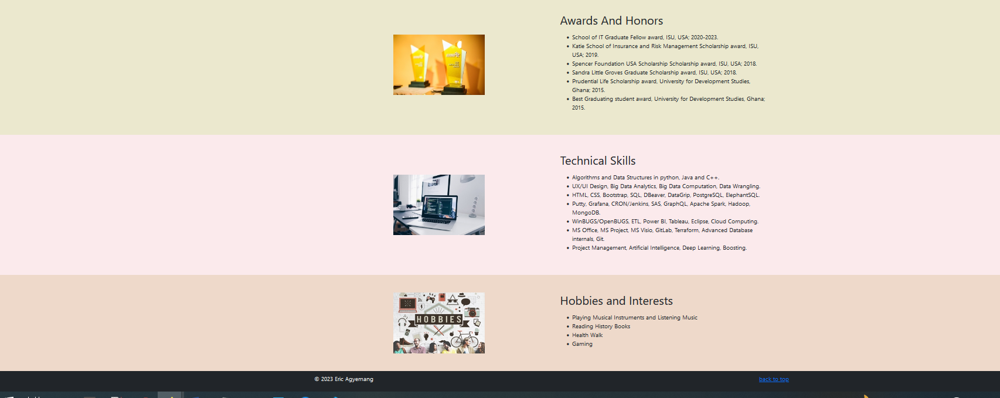 Awards And Honors
School of IT Graduate Fellow award, ISU, USA; 2020-2023.
Katie School of Insurance and Risk Management Scholarship award, ISU,
USA; 2019.
Spencer Foundation USA Scholarship Scholarship award, ISU, USA; 2018.
Sandra Little Groves Graduate Scholarship award, ISU, USA; 2018.
Prudential Life Scholarship award, University for Development Studies,
Ghana; 2015.
Best Graduating student award, University for Development Studies, Ghana;
2015.
Technical Skills
Algorithms and Data Structures in python, Java and C++.
UX/UI Design, Big Data Analytics, Big Data Computation, Data Wrangling.
HTML, CSS, Bootstrap, SQL, DBeaver, DataGrip, PostgreSQL, ElephantSQL.
Putty, Grafana, CRON/Jenkins, SAS, GraphQL, Apache Spark, Hadoop,
MongoDB.
WinBUGS/OpenBUGS, ETL, Power BI, Tableau, Eclipse, Cloud Computing.
MS Office, MS Project, MS Visio, GitLab, Terraform, Advanced Database
internals, Git.
Project Management, Artificial Intelligence, Deep Learning, Boosting.
HOBBIES
Hobbies and Interests
Playing Musical Instruments and Listening Music
Reading History Books
Health Walk
Gaming
© 2023 Eric Agyemang
back to top